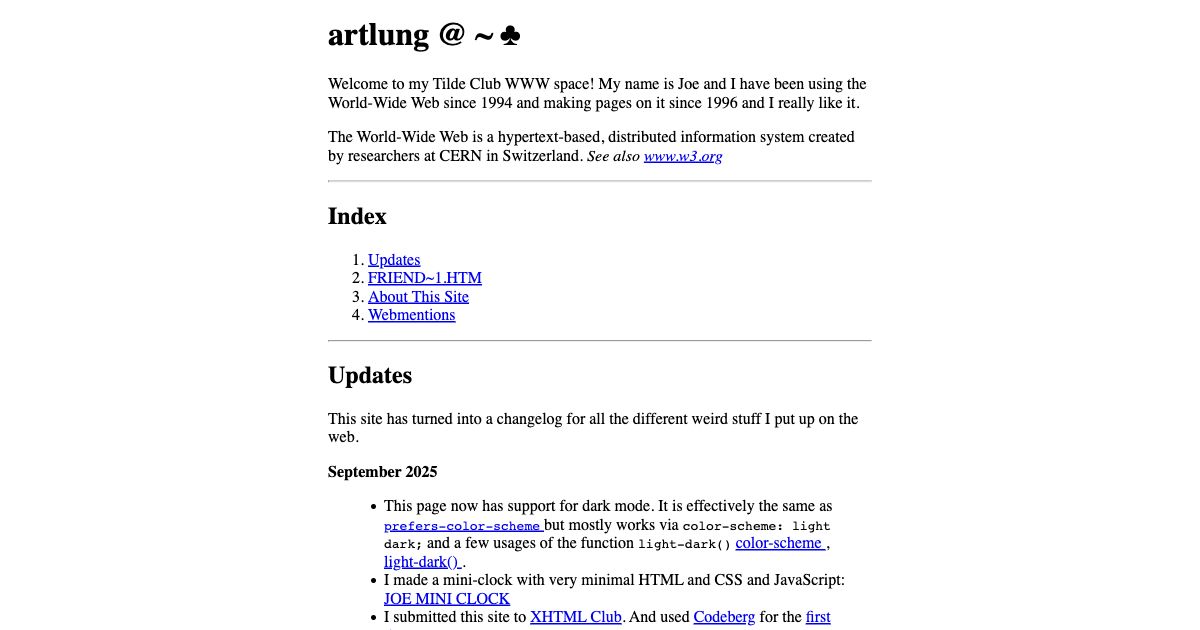 artlung @ ~ ♣
Welcome to my Tilde Club WWW space! My name is Joe and I have been using the
World-Wide Web since 1994 and making pages on it since 1996 and I really like it.
The World-Wide Web is a hypertext-based, distributed information system created
by researchers at CERN in Switzerland. See also www.w3.org
Index
1. Updates
2. FRIEND~1.HTM
3. About This Site
4. Webmentions
Updates
This site has turned into a changelog for all the different weird stuff I put up on the
web.
September 2025
• This page now has support for dark mode. It is effectively the same as
prefers-color-scheme but mostly works via color-scheme: light
dark; and a few usages of the function light-dark() color-scheme ,
light-dark() .
• I made a mini-clock with very minimal HTML and CSS and JavaScript:
JOE MINI CLOCK
• I submitted this site to XHTML Club. And used Codeberg for the first